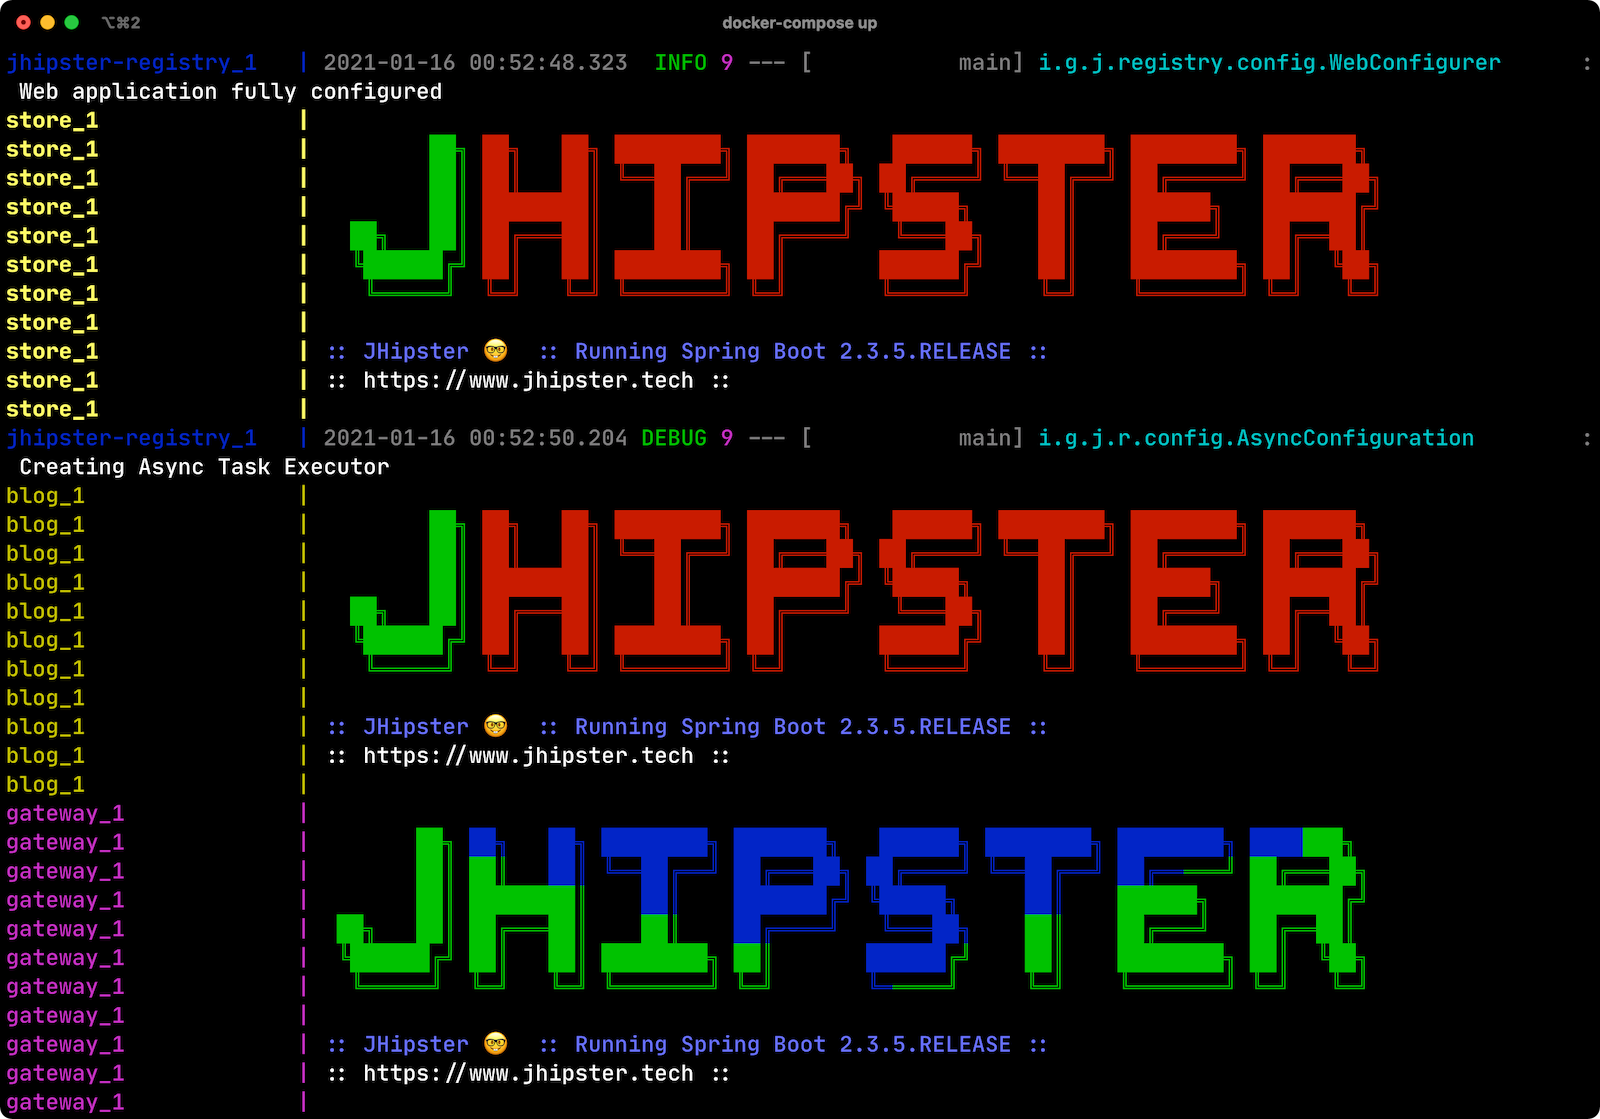 ⌥⌘2 docker-compose up
jhipster-registry_1 | 2021-01-16 00:52:48.323 INFO 9 --- [ main] i.g.j.registry.config.WebConfigurer :
Web application fully configured
store_1 |
store_1 | JHIPSTER
store_1 |
store_1 |
store_1 |
store_1 |
store_1 |
store_1 |
store_1 | :: JHipster 🤓 :: Running Spring Boot 2.3.5.RELEASE ::
store_1 | :: https://www.jhipster.tech ::
store_1 |
jhipster-registry_1 | 2021-01-16 00:52:50.204 DEBUG 9 --- [ main] i.g.j.r.config.AsyncConfiguration :
Creating Async Task Executor
blog_1 |
blog_1 | JHIPSTER
blog_1 |
blog_1 |
blog_1 |
blog_1 |
blog_1 |
blog_1 |
blog_1 | :: JHipster 🤓 :: Running Spring Boot 2.3.5.RELEASE ::
blog_1 | :: https://www.jhipster.tech ::
blog_1 |
gateway_1 |
gateway_1 | JHIPSTER
gateway_1 |
gateway_1 |
gateway_1 |
gateway_1 |
gateway_1 |
gateway_1 |
gateway_1 | :: JHipster 🤓 :: Running Spring Boot 2.3.5.RELEASE ::
gateway_1 | :: https://www.jhipster.tech ::
gateway_1 |